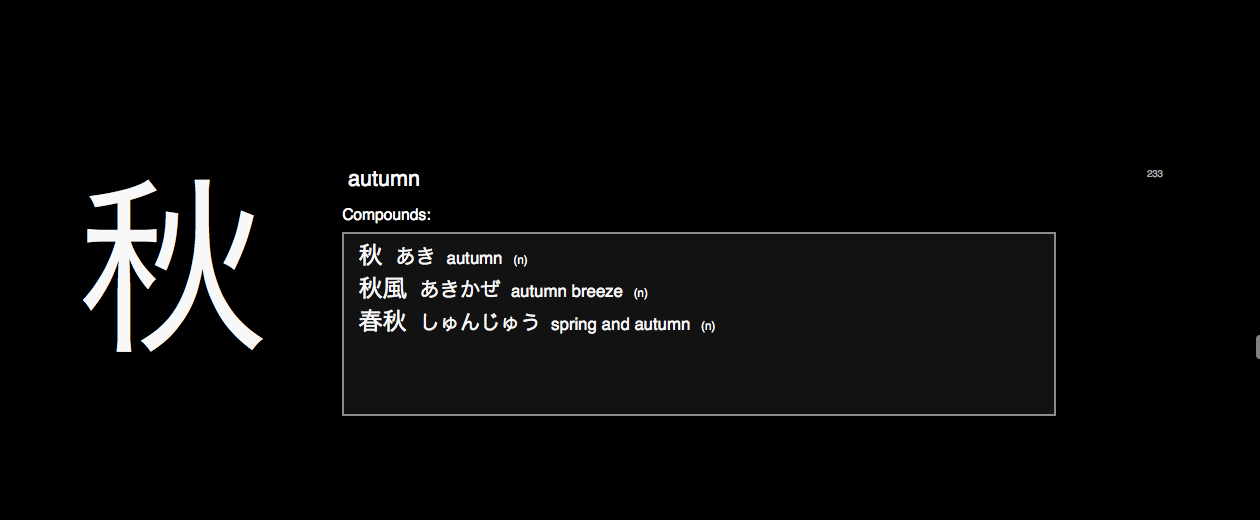 秋
autumn
233
Compounds:
秋 あき autumn (n)
秋風 あきかぜ autumn breeze (n)
春秋 しゅんじゅう spring and autumn (n)